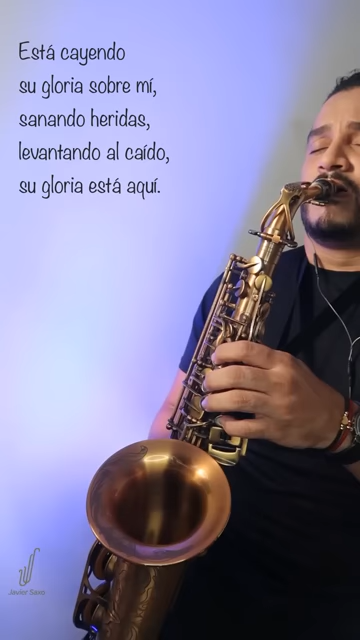 Está cayendo
su gloria sobre mí,
sanando heridas,
levantando al caído,
su gloria está aquí.
Javier Saxo